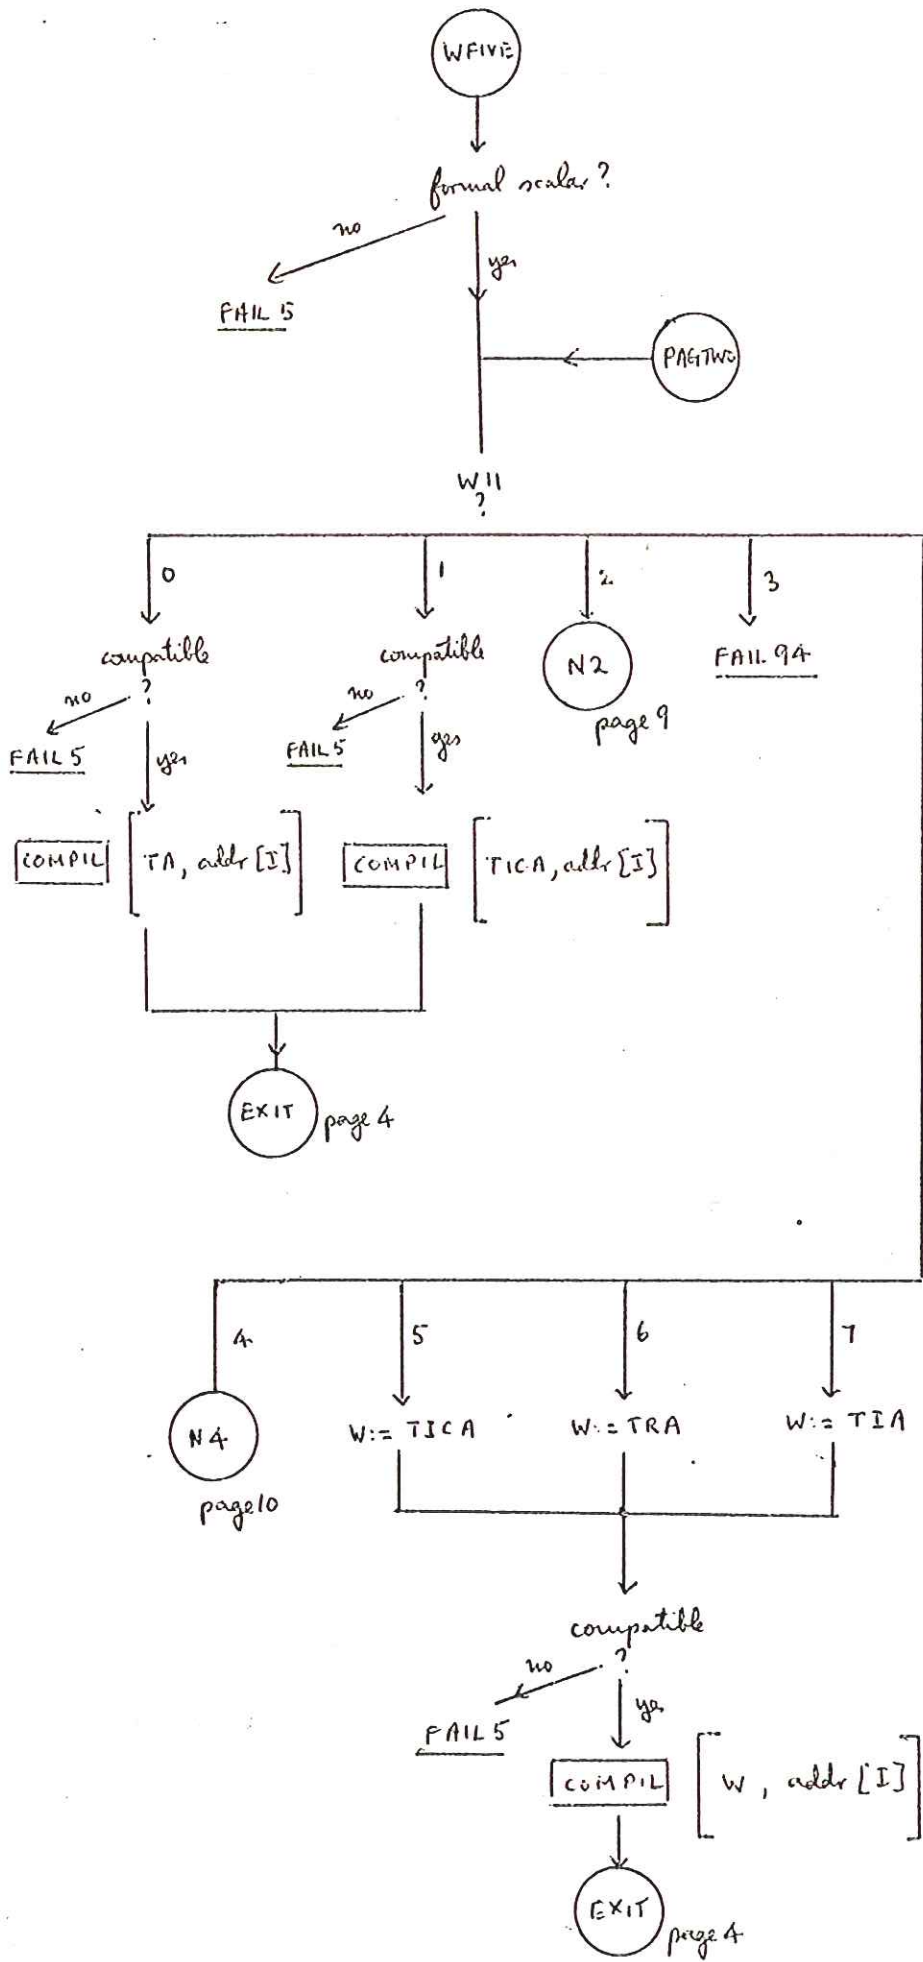 WFIVE
formal scalar?
no
yes
FAIL 5
PAGTWO
W11
?
0
1
2
3
compatible
?
no
compatible
?
no
N2
FAIL 94
page 9
FAIL 5
yes
FAIL 5
yes
COMPIL
[TA, addr [I]]
COMPIL
[TICA, addr [I]]
EXIT
page 4
4
5
6
7
N4
W:= TICA
W:= TRA
W:= TIA
page 10
compatible
?
no
yes
FAIL 5
COMPIL
[W, addr [I]]
EXIT
page 4